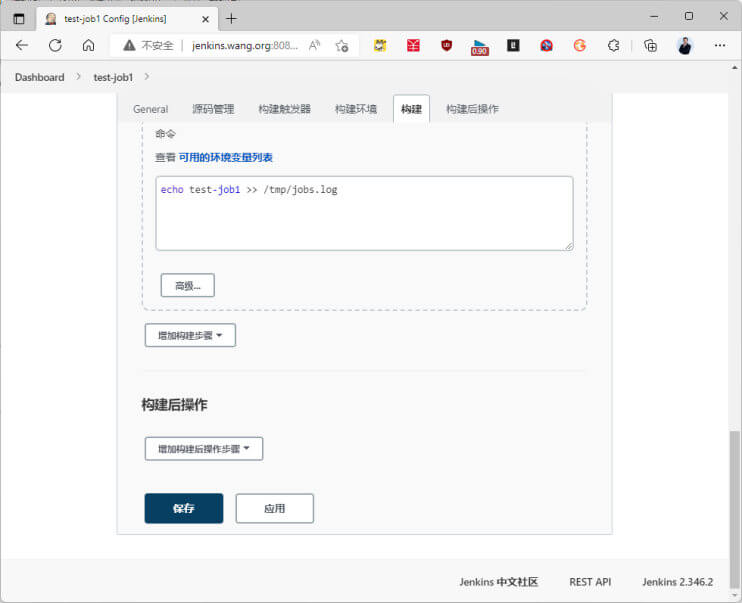 test-job1 Config [Jenkins]
不安全 jenkins.wang.org:808...
0.90
Dashboard test-job1
General 源码管理 构建触发器 构建环境 构建 构建后操作
命令
查看 可用的环境变量列表
echo test-job1 >> /tmp/jobs.log
高级...
增加构建步骤
构建后操作
增加构建后操作步骤
保存 应用
Jenkins 中文社区 REST API Jenkins 2.346.2